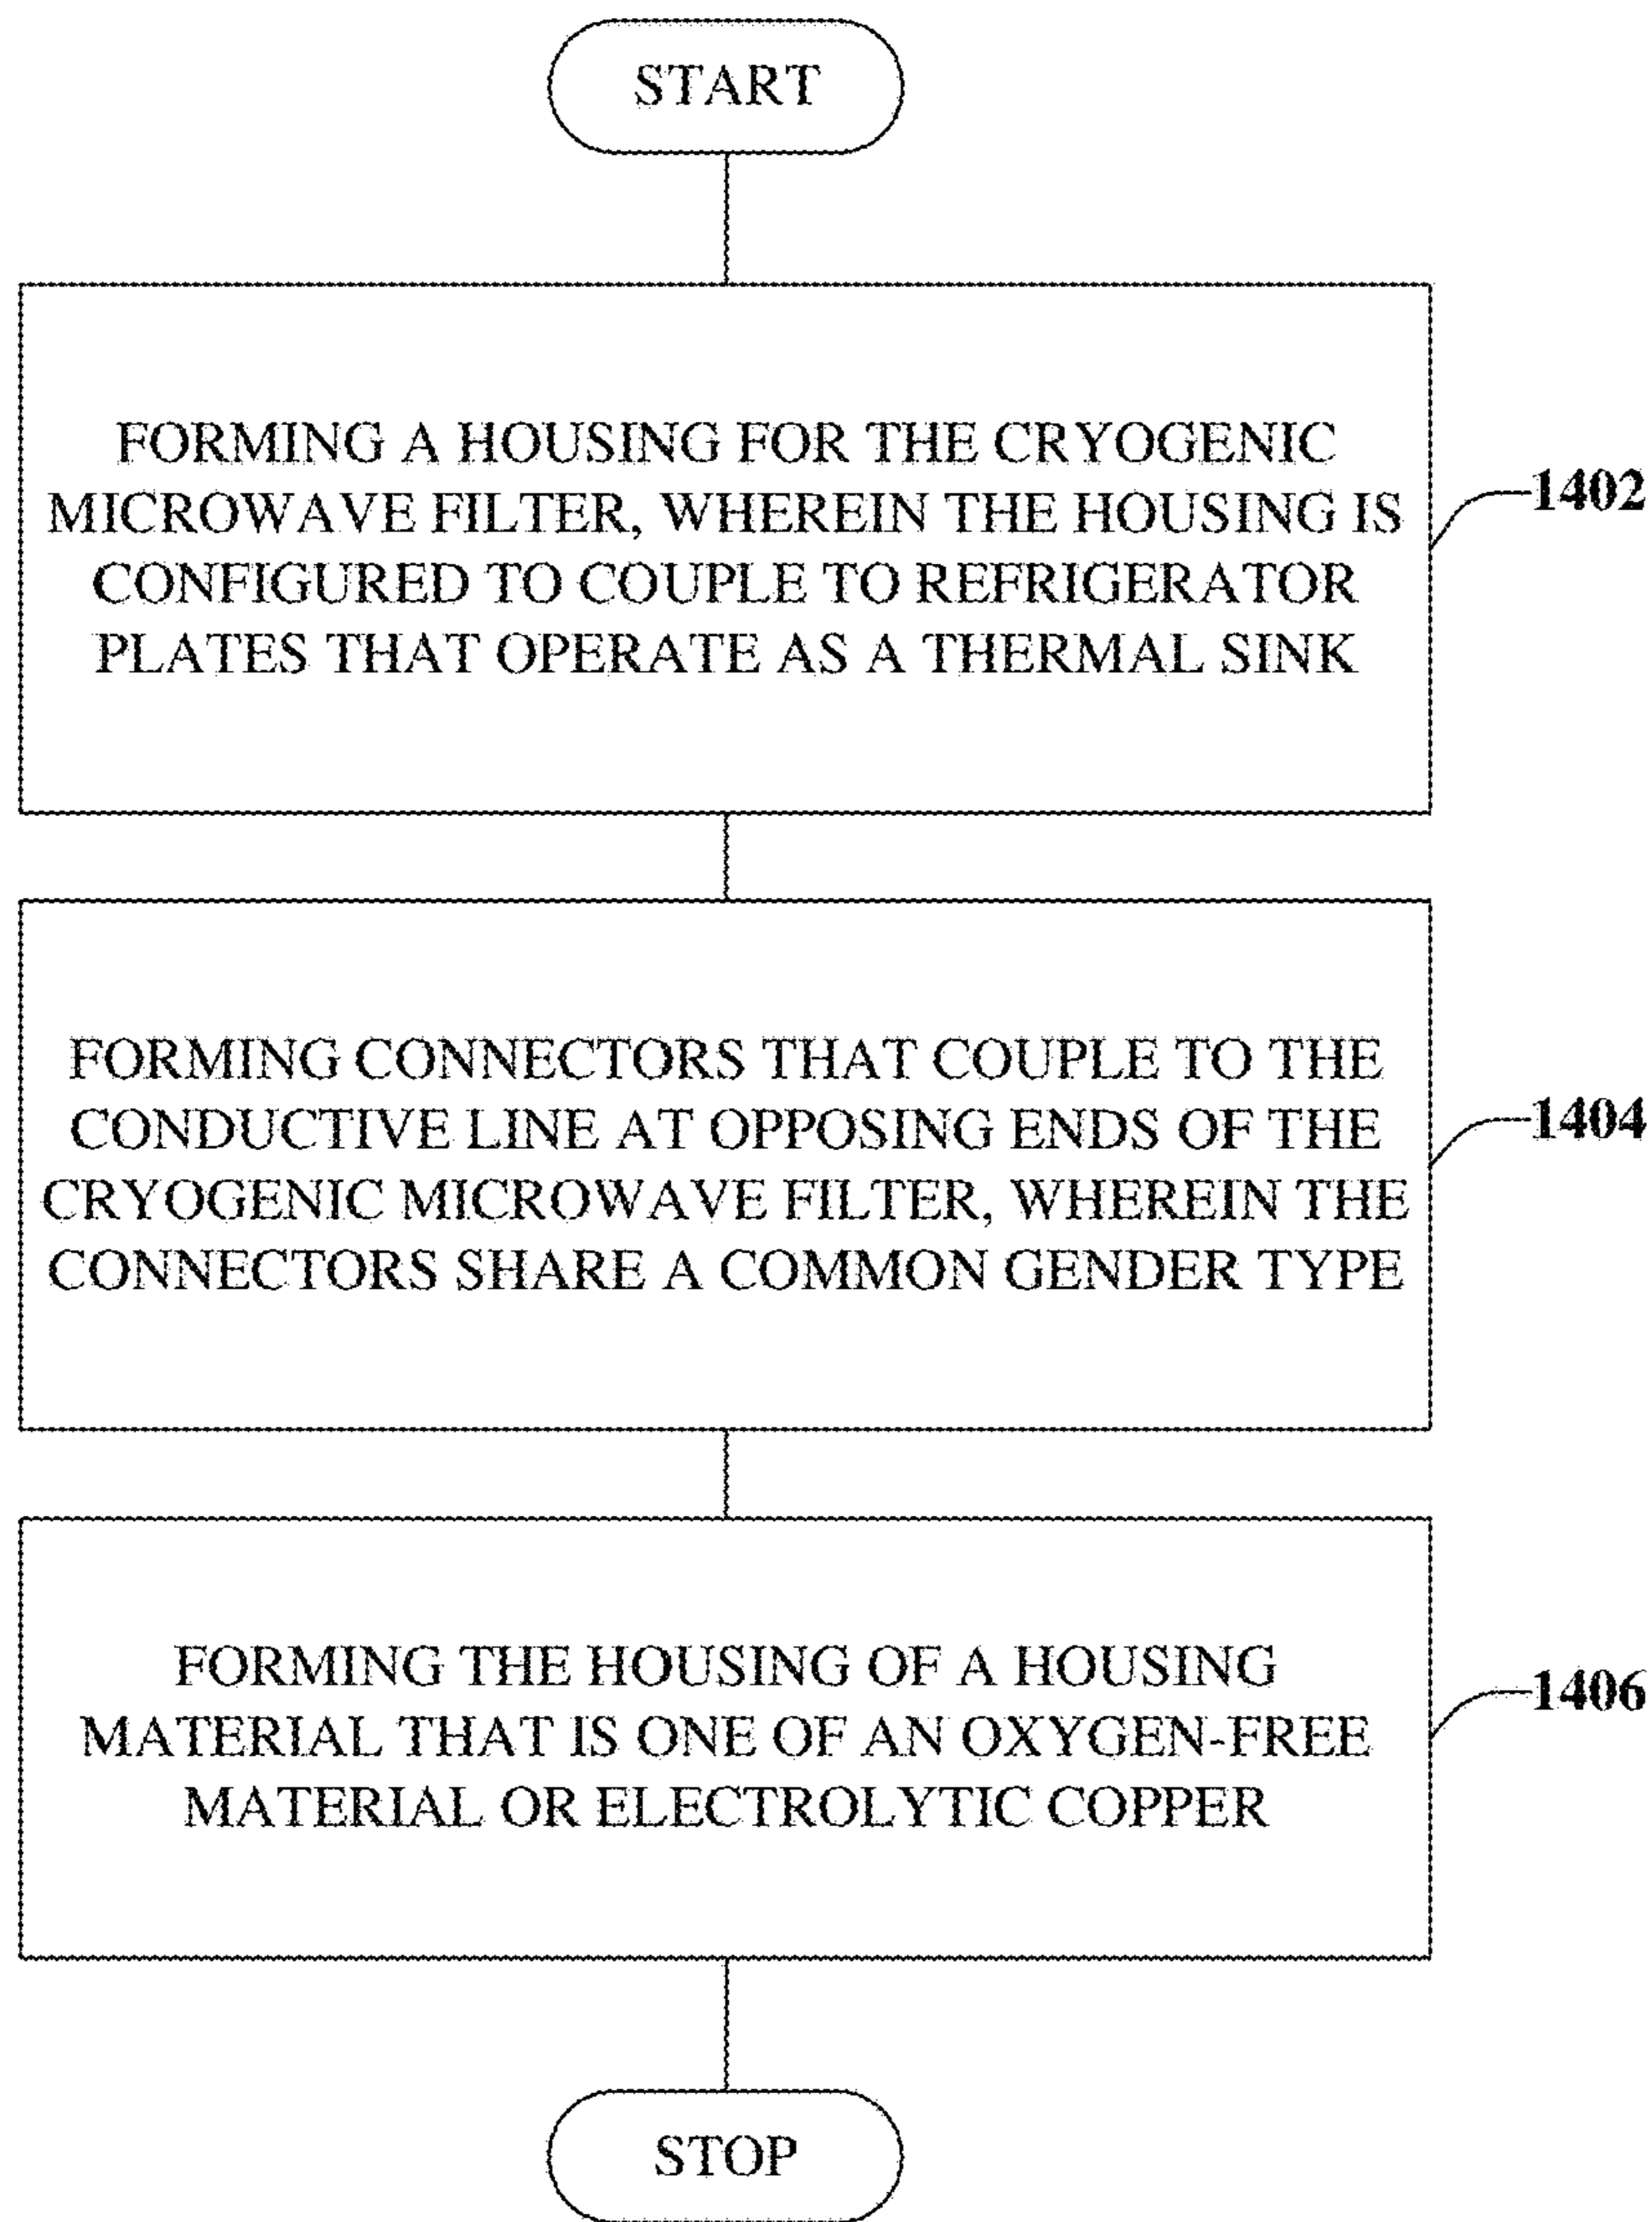 START
FORMING A HOUSING FOR THE CRYOGENIC
MICROWAVE FILTER, WHEREIN THE HOUSING IS
CONFIGURED TO COUPLE TO REFRIGERATOR
PLATES THAT OPERATE AS A THERMAL SINK
1402
FORMING CONNECTORS THAT COUPLE TO THE
CONDUCTIVE LINE AT OPPOSING ENDS OF THE
CRYOGENIC MICROWAVE FILTER, WHEREIN THE
CONNECTORS SHARE A COMMON GENDER TYPE
1404
FORMING THE HOUSING OF A HOUSING
MATERIAL THAT IS ONE OF AN OXYGEN-FREE
MATERIAL OR ELECTROLYTIC COPPER
1406
STOP